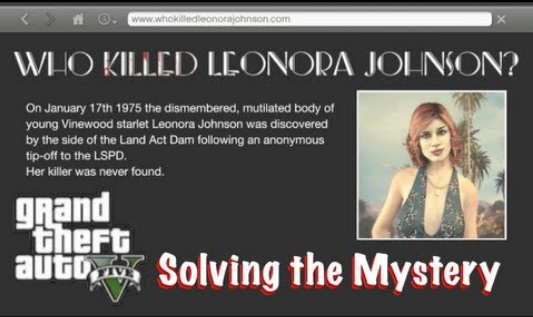 www.whokilledleonorajohnson.com
WHO KILLED LEONORA JOHNSON?
On January 17th 1975 the dismembered, mutilated body of
young Vinewood starlet Leonora Johnson was discovered
by the side of the Land Act Dam following an anonymous
tip-off to the LSPD.
Her killer was never found.
grand
theft
auto V
FIVE
Solving the Mystery